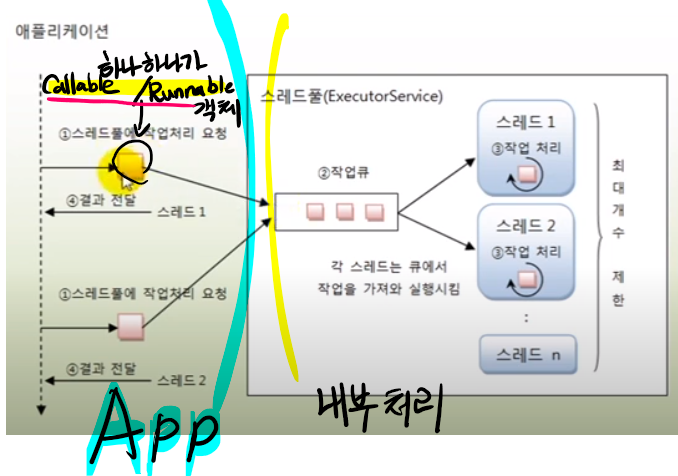 애플리케이션
하나하나가
Callable Runnable
객체
①스레드풀에 작업처리 요청
④결과 전달
스레드 1
①스레드풀에 작업처리 요청
④결과 전달
스레드 2
App
스레드풀(ExecutorService)
②작업큐
각 스레드는 큐에서
작업을 가져와 실행시킴
스레드 1
③작업 처리
스레드 2
③작업 처리
:
스레드 n
최대개수 제한
내부처리